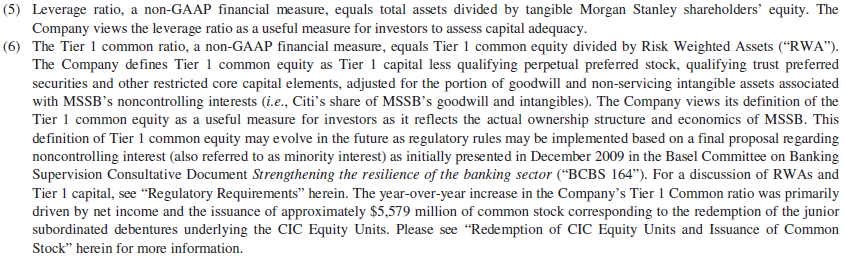 (5) Leverage ratio, a non-GAAP financial measure, equals total assets divided by tangible Morgan Stanley shareholders' equity. The
Company views the leverage ratio as a useful measure for investors to assess capital adequacy.
(6) The Tier 1 common ratio, a non-GAAP financial measure, equals Tier 1 common equity divided by Risk Weighted Assets (“RWA”).
The Company defines Tier 1 common equity as Tier 1 capital less qualifying perpetual preferred stock, qualifying trust preferred
securities and other restricted core capital elements, adjusted for the portion of goodwill and non-servicing intangible assets associated
with MSSB's noncontrolling interests (i.e., Citi's share of MSSB's goodwill and intangibles). The Company views its definition of the
Tier 1 common equity as a useful measure for investors as it reflects the actual ownership structure and economics of MSSB. This
definition of Tier 1 common equity may evolve in the future as regulatory rules may be implemented based on a final proposal regarding
noncontrolling interest (also referred to as minority interest) as initially presented in December 2009 in the Basel Committee on Banking
Supervision Consultative Document Strengthening the resilience of the banking sector (“BCBS 164”). For a discussion of RWAs and
Tier 1 capital, see “Regulatory Requirements” herein. The year-over-year increase in the Company's Tier 1 Common ratio was primarily
driven by net income and the issuance of approximately $5,579 million of common stock corresponding to the redemption of the junior
subordinated debentures underlying the CIC Equity Units. Please see “Redemption of CIC Equity Units and Issuance of Common
Stock” herein for more information.